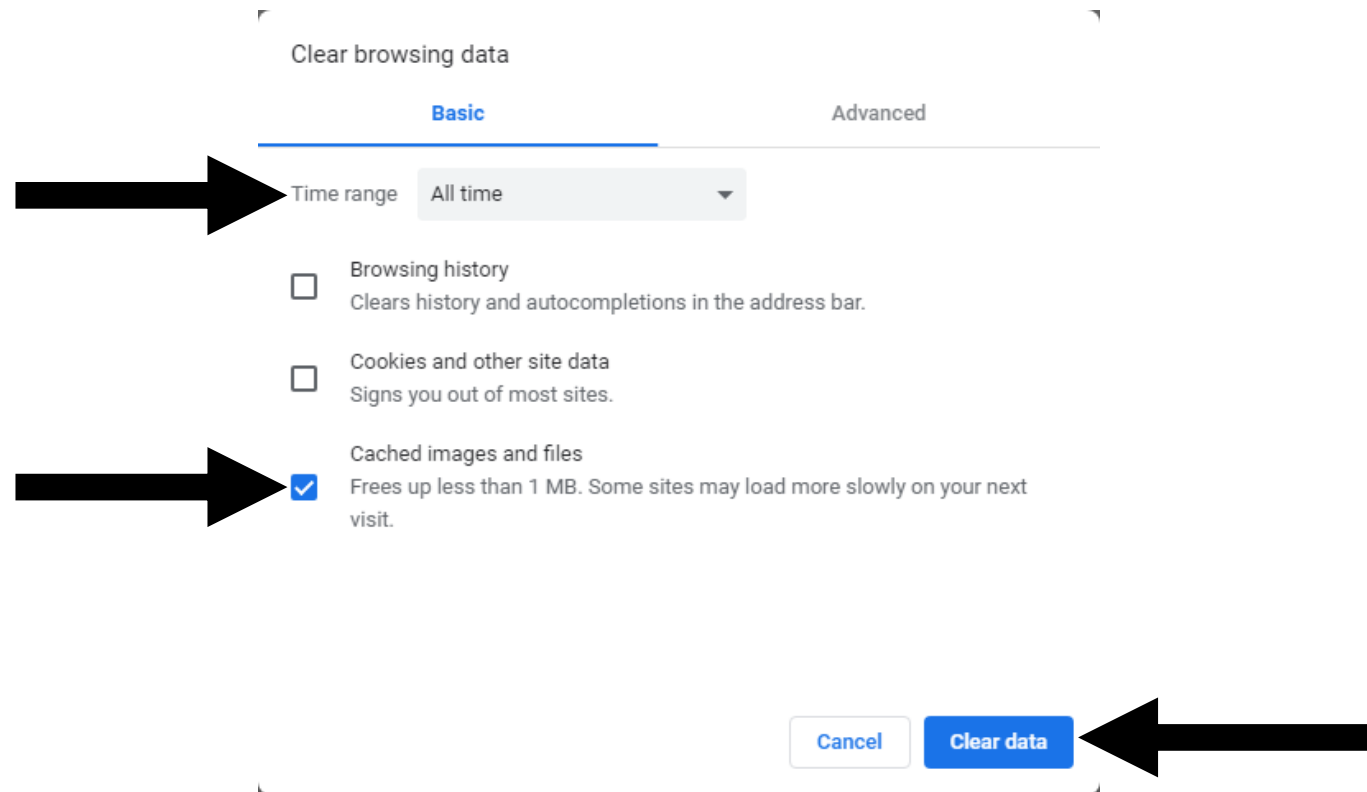 Clear browsing data
Basic Advanced
Time range All time
Browsing history
Clears history and autocompletions in the address bar.
Cookies and other site data
Signs you out of most sites.
Cached images and files
Frees up less than 1 MB. Some sites may load more slowly on your next
visit.
Cancel Clear data